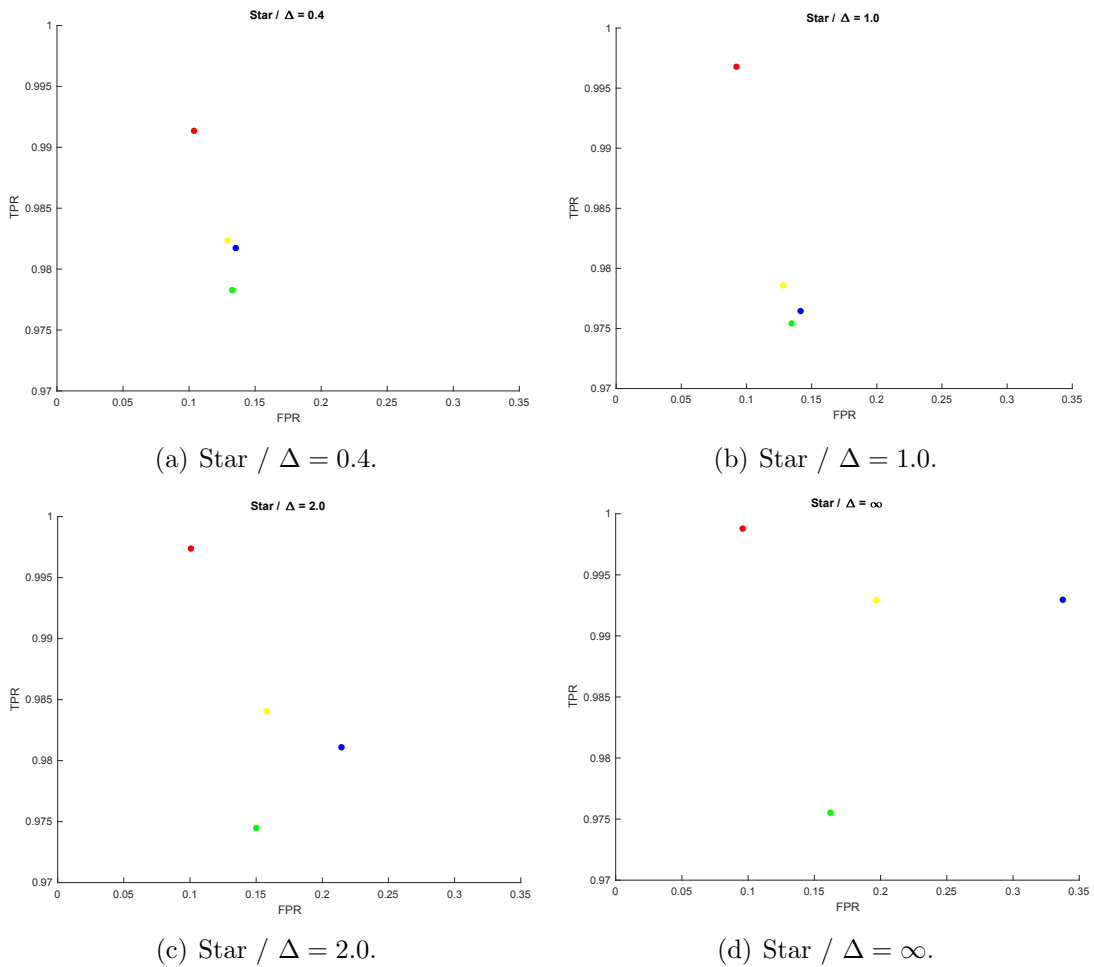 Star / Δ = 0.4
1
0.995
0.99
0.985
0.98
0.975
0.97
TPR
0 0.05 0.1 0.15 0.2 0.25 0.3 0.35
FPR
(a) Star / Δ = 0.4.
Star / Δ = 1.0
1
0.995
0.99
0.985
0.98
0.975
0.97
TPR
0 0.05 0.1 0.15 0.2 0.25 0.3 0.35
FPR
(b) Star / Δ = 1.0.
Star / Δ = 2.0
1
0.995
0.99
0.985
0.98
0.975
0.97
TPR
0 0.05 0.1 0.15 0.2 0.25 0.3 0.35
FPR
(c) Star / Δ = 2.0.
Star / Δ = ∞
1
0.995
0.99
0.985
0.98
0.975
0.97
TPR
0 0.05 0.1 0.15 0.2 0.25 0.3 0.35
FPR
(d) Star / Δ = ∞.